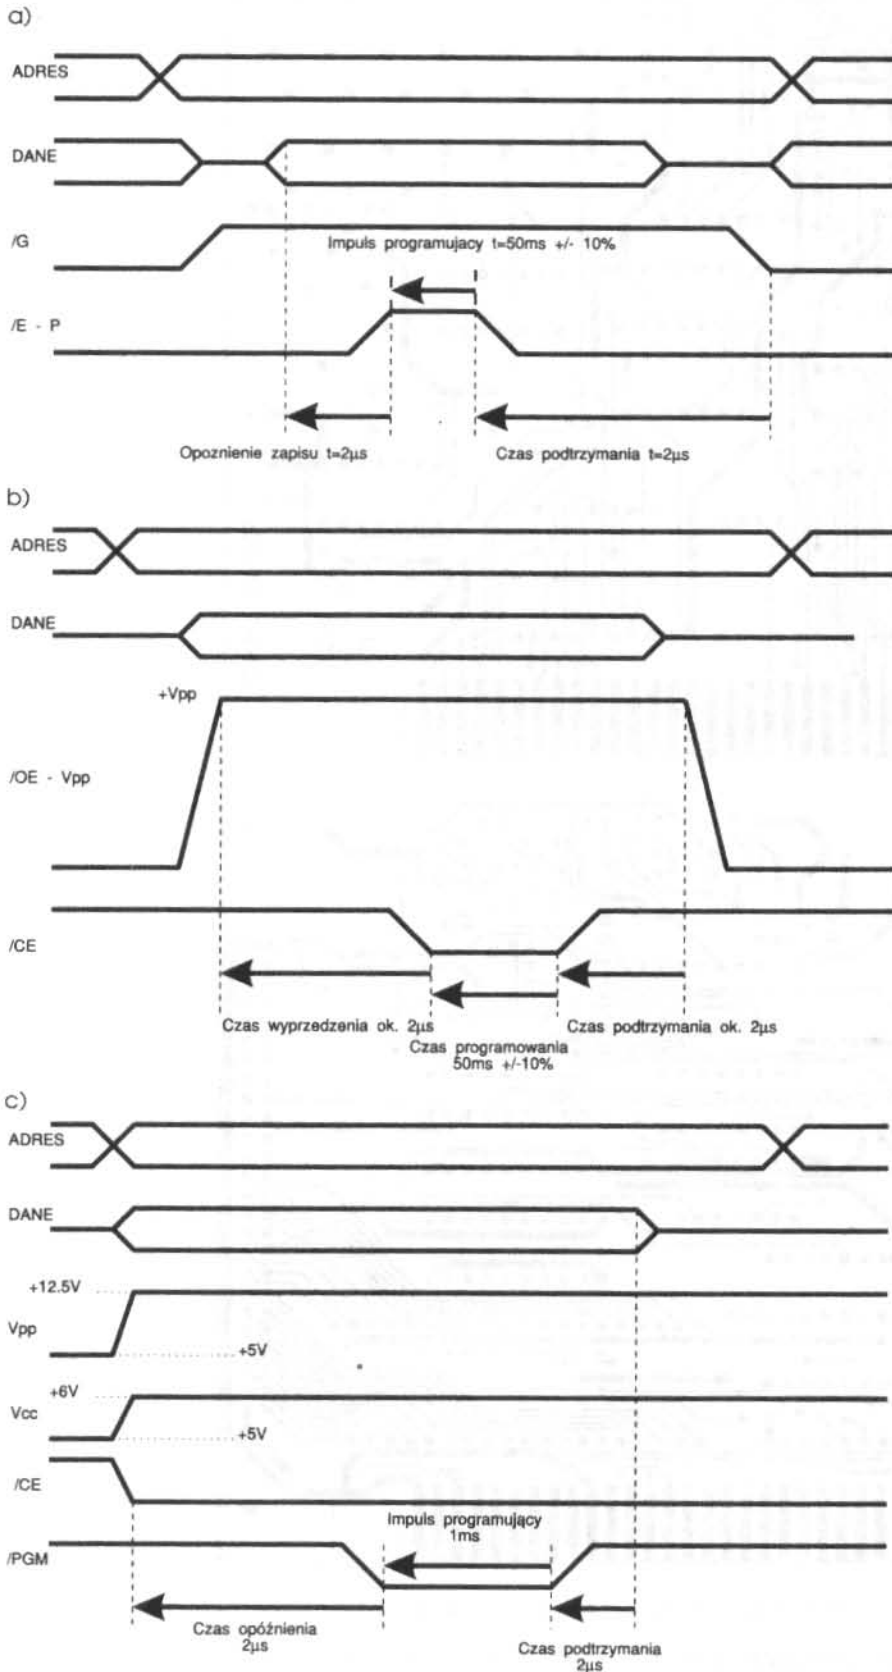 a)
ADRES
DANE
/G
Impuls programujacy t=50ms +/- 10%
/E - P
Opoznienie zapisu t=2µs
Czas podtrzymania t=2µs
b)
ADRES
DANE
+Vpp
/OE - Vpp
/CE
Czas wyprzedzenia ok. 2µs
Czas podtrzymania ok. 2µs
Czas programowania
50ms +/-10%
c)
ADRES
DANE
+12.5V
Vpp
+5V
+6V
Vcc
+5V
/CE
Impuls programujący
1ms
/PGM
Czas opóźnienia
2µs
Czas podtrzymania
2µs